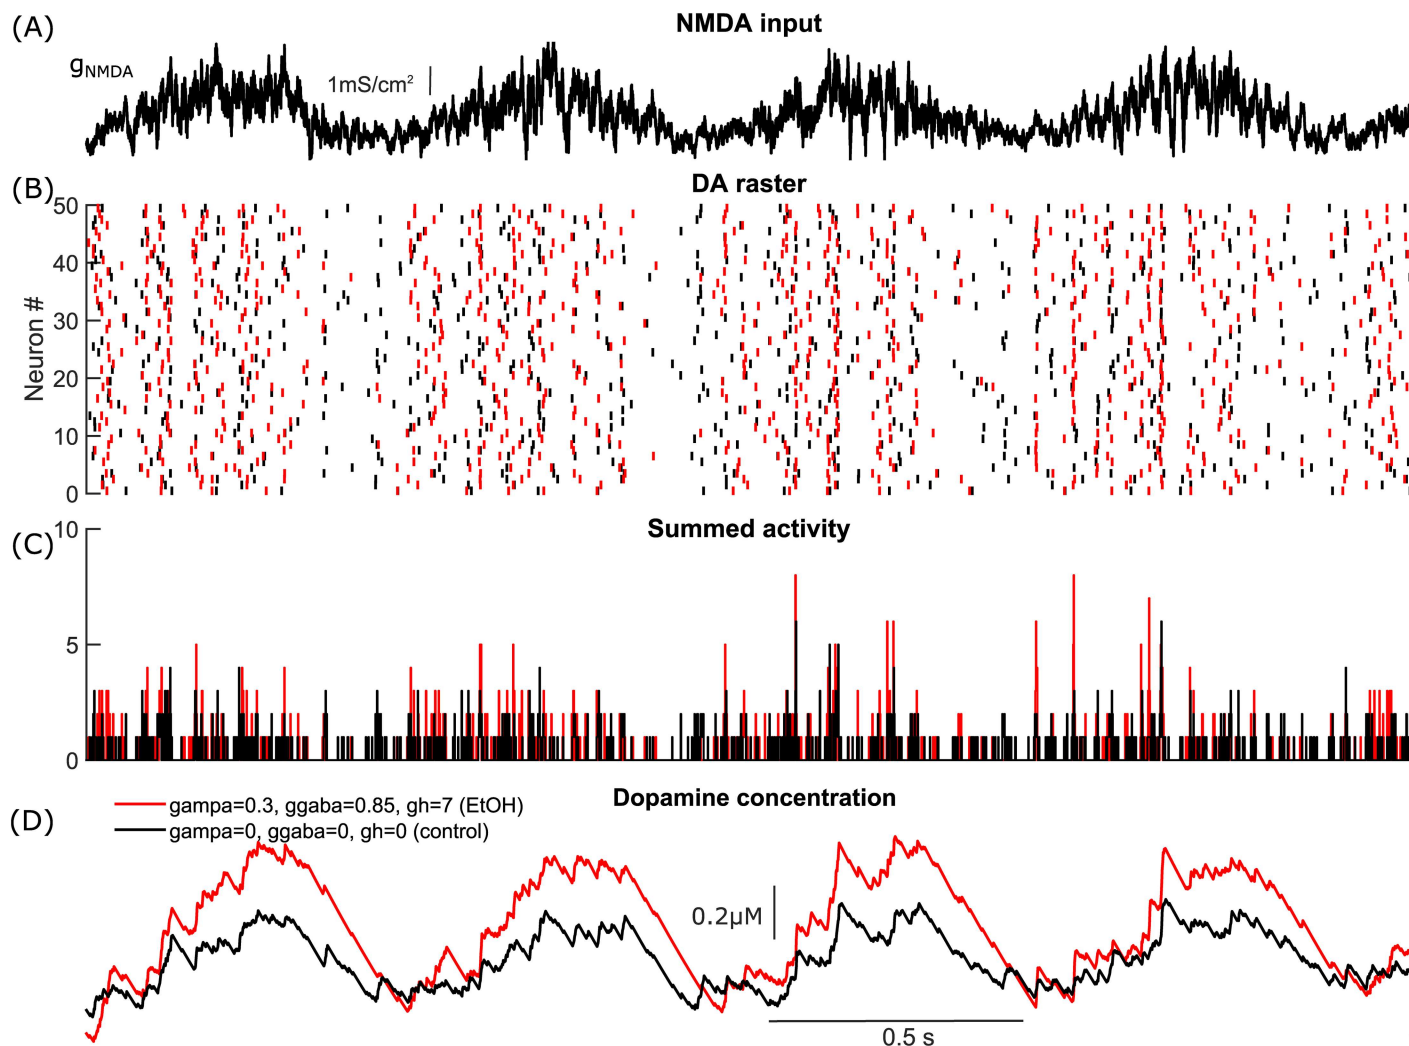 (A)
NMDA input
gNMDA
1mS/cm²
(B)
DA raster
50
40
30
20
10
0
Neuron #
(C)
Summed activity
10
5
0
(D)
Dopamine concentration
gampa=0.3, ggaba=0.85, gh=7 (EtOH)
gampa=0, ggaba=0, gh=0 (control)
0.2µM
0.5 s